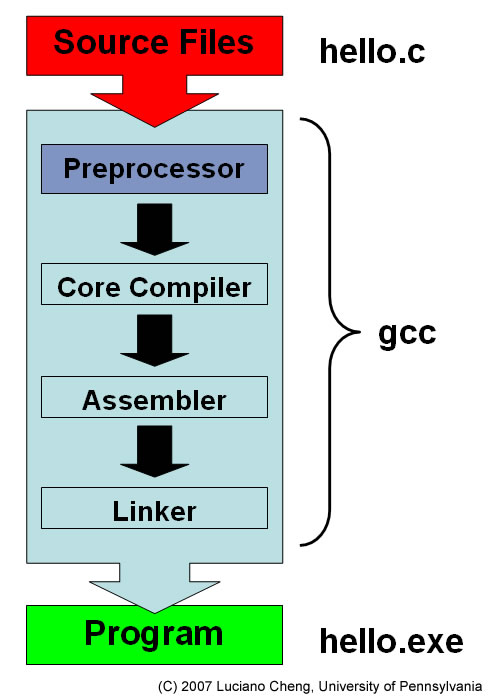 Source Files
hello.c
Preprocessor
Core Compiler
gcc
Assembler
Linker
Program
hello.exe
(C) 2007 Luciano Cheng, University of Pennsylvania